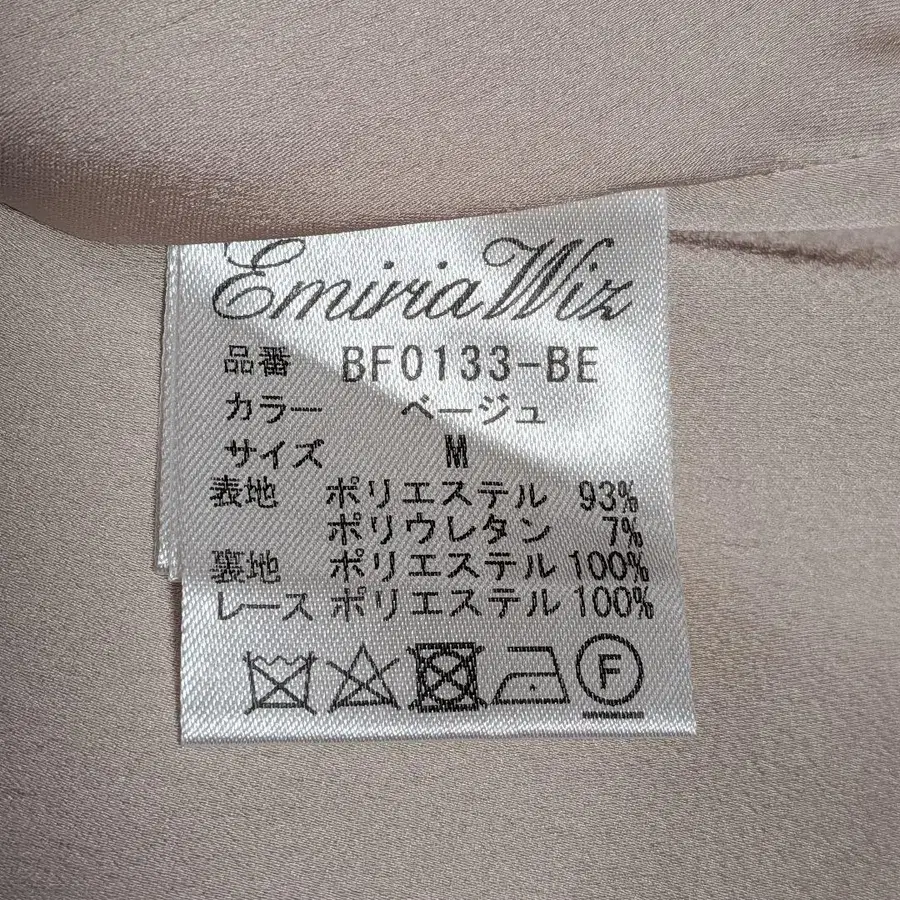 Emiria Wiz
品番 BF0133-BE
カラー ベージュ
サイズ M
表地 ポリエステル 93%
ポリウレタン 7%
裏地 ポリエステル 100%
レース ポリエステル 100%
F